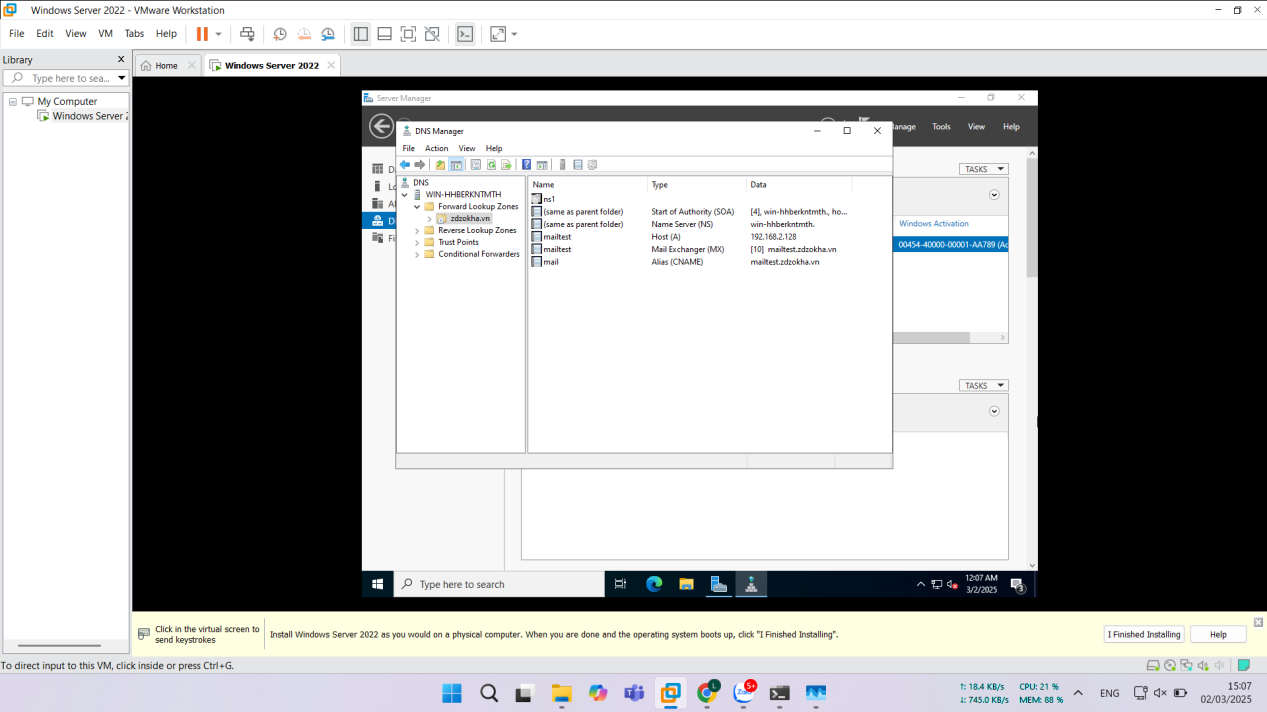 Windows Server 2022 - VMware Workstation
File Edit View VM Tabs Help
Library
Type here to sea...
Home
Windows Server 2022
My Computer
Windows Server 2
Server Manager
Manage Tools View Help
DNS Manager
File Action View Help
DNS
WIN-HHBERKNTMTH
Forward Lookup Zones
zdzokha.vn
Reverse Lookup Zones
Trust Points
Conditional Forwarders
Name Type Data
ns1
(same as parent folder) Start of Authority (SOA) [4], win-hhberkntmth., ho...
(same as parent folder) Name Server (NS) win-hhberkntmth.
mailtest Host (A) 192.168.2.128
mailtest Mail Exchanger (MX) [10] mailtest.zdzokha.vn
mail Alias (CNAME) mailtest.zdzokha.vn
TASKS
Windows Activation
00454-40000-00001-AA789 (Ac
TASKS
Type here to search
12:07 AM
3/2/2025
3
Click in the virtual screen to
send keystrokes
Install Windows Server 2022 as you would on a physical computer. When you are done and the operating system boots up, click "I Finished Installing".
I Finished Installing
Help
To direct input to this VM, click inside or press Ctrl+G.
L
Zalo
5+
↑: 18.4 KB/s CPU: 21 %
↓: 745.0 KB/s MEM: 88 %
ENG
15:07
02/03/2025